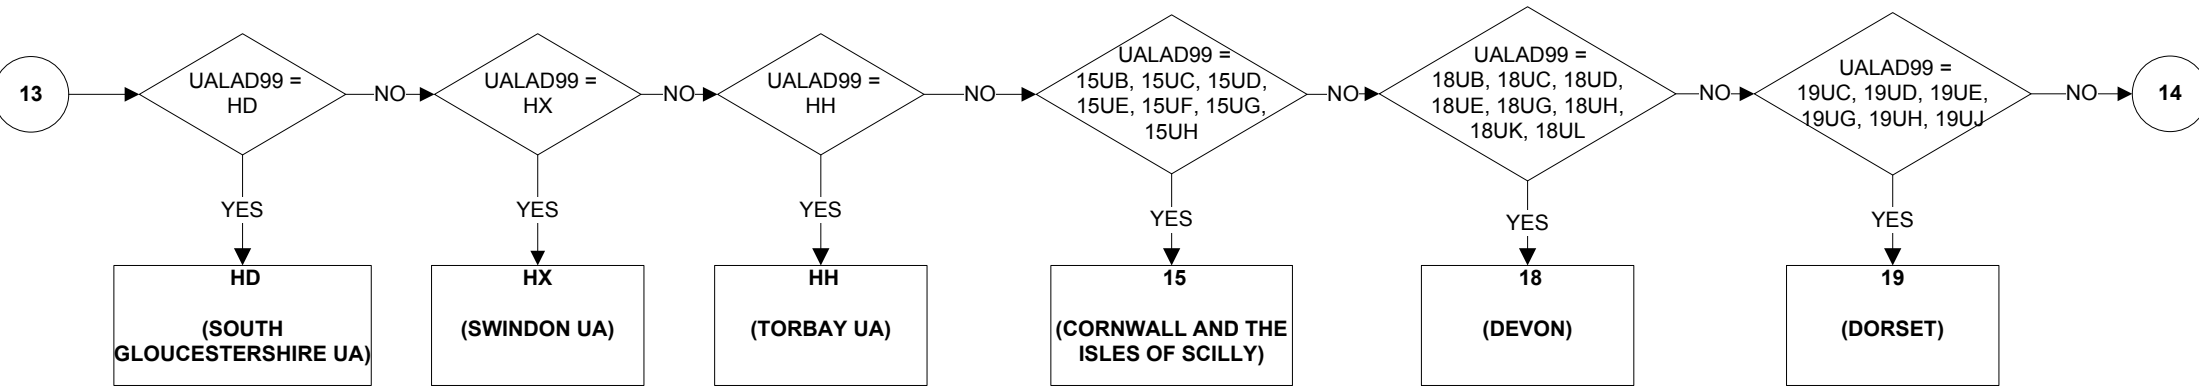 13
UALAD99 =
HD
NO
UALAD99 =
HX
NO
UALAD99 =
HH
NO
UALAD99 =
15UB, 15UC, 15UD,
15UE, 15UF, 15UG,
15UH
NO
UALAD99 =
18UB, 18UC, 18UD,
18UE, 18UG, 18UH,
18UK, 18UL
NO
UALAD99 =
19UC, 19UD, 19UE,
19UG, 19UH, 19UJ
NO
14
YES
YES
YES
YES
YES
YES
HD
(SOUTH
GLOUCESTERSHIRE UA)
HX
(SWINDON UA)
HH
(TORBAY UA)
15
(CORNWALL AND THE
ISLES OF SCILLY)
18
(DEVON)
19
(DORSET)